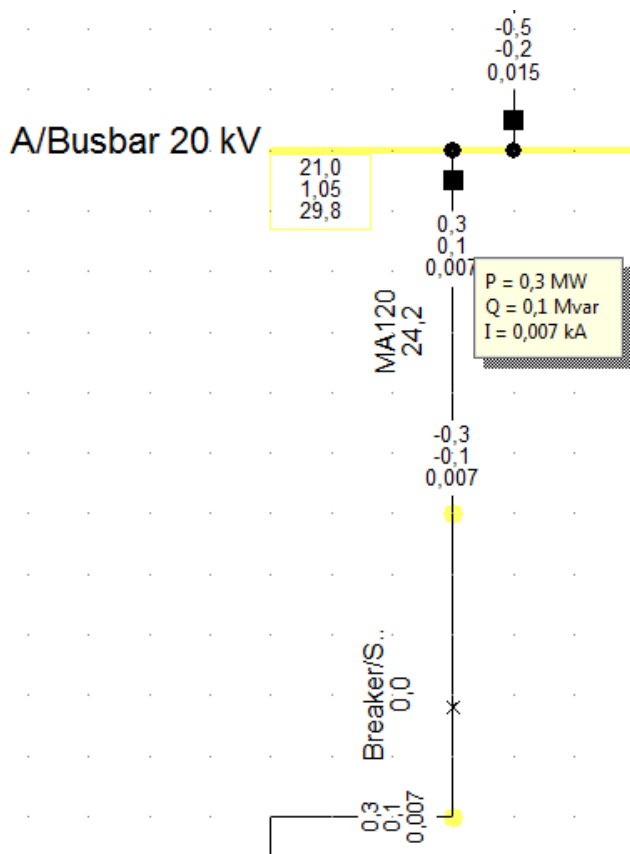 -0,5
-0,2
0,015
A/Busbar 20 kV
21,0
1,05
29,8
0,3
0,1
0,007
P = 0,3 MW
Q = 0,1 Mvar
I = 0,007 kA
MA120
24,2
-0,3
-0,1
0,007
Breaker/S..
0,0
0,3
0,1
0,007